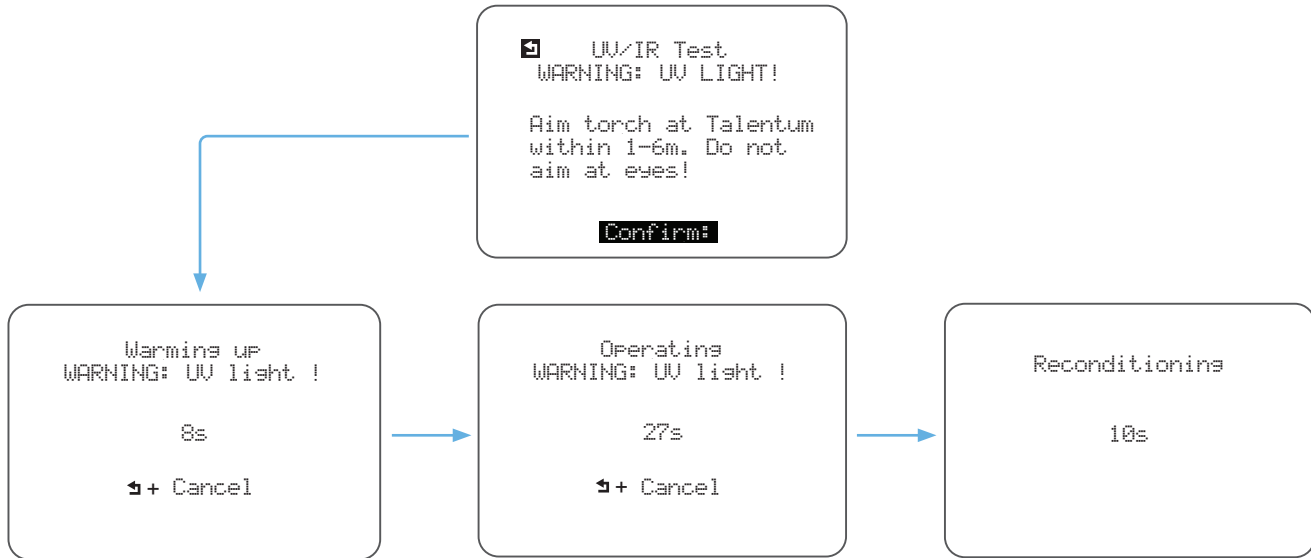 ⮌ UV/IR Test
WARNING: UV LIGHT!
Aim torch at Talentum
within 1-6m. Do not
aim at eyes!
Confirm:
Warming up
WARNING: UV light !
8s
⮌+ Cancel
Operating
WARNING: UV light !
27s
⮌+ Cancel
Reconditioning
10s